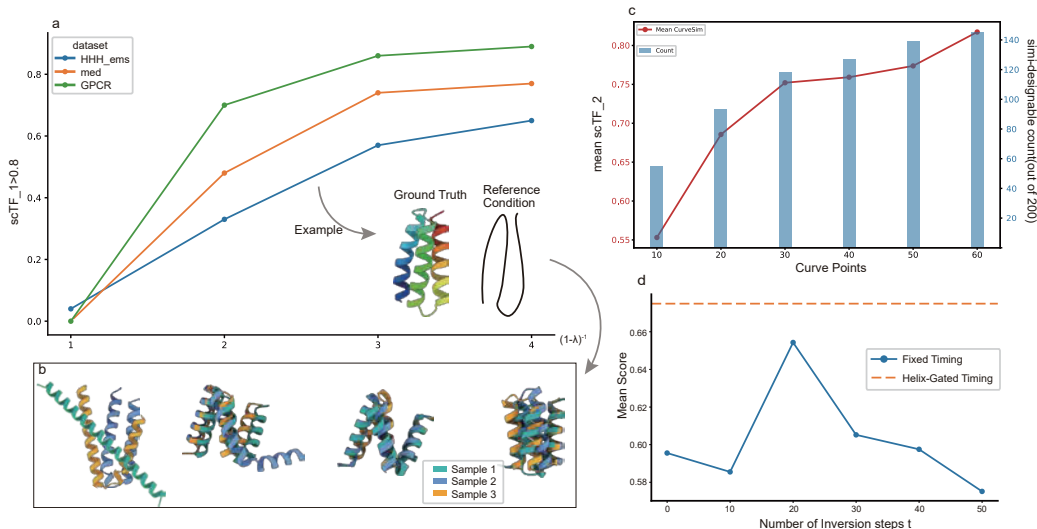 a
dataset
HHH_ems
med
GPCR
scTF_1>0.8
0.8
0.6
0.4
0.2
0.0
1
2
3
4
(1-λ)⁻¹
Example
Ground Truth
Reference
Condition
b
Sample 1
Sample 2
Sample 3
c
Mean CurveSim
Count
mean scTF_2
0,80
0,75
0,70
0,65
0,60
0,55
10
20
30
40
50
60
Curve Points
140
120
100
80
60
40
20
simi-designable count(out of 200)
d
Mean Score
0.66
0.64
0.62
0.60
0.58
Fixed Timing
Helix-Gated Timing
0
10
20
30
40
50
Number of Inversion steps t